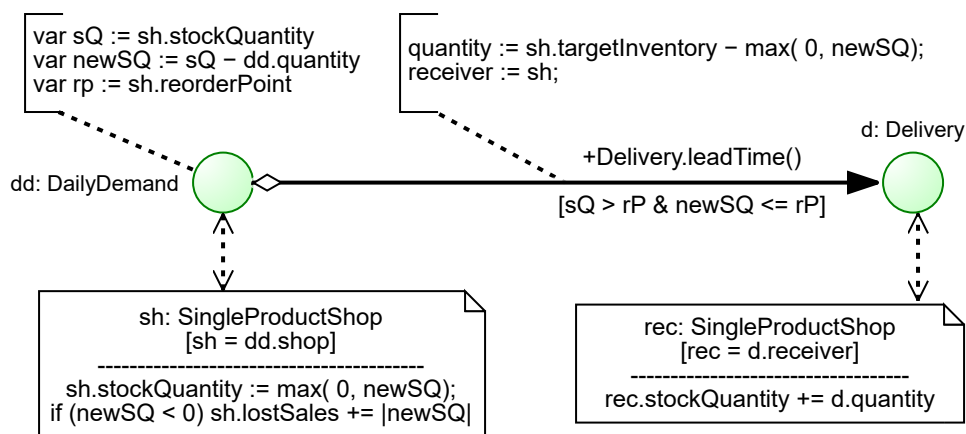 var sQ := sh.stockQuantity
var newSQ := sQ − dd.quantity
var rp := sh.reorderPoint
quantity := sh.targetInventory − max( 0, newSQ);
receiver := sh;
d: Delivery
+Delivery.leadTime()
dd: DailyDemand
[sQ > rP & newSQ <= rP]
sh: SingleProductShop
[sh = dd.shop]
------------------------------------
sh.stockQuantity := max( 0, newSQ);
if (newSQ < 0) sh.lostSales += |newSQ|
rec: SingleProductShop
[rec = d.receiver]
------------------------------------
rec.stockQuantity += d.quantity